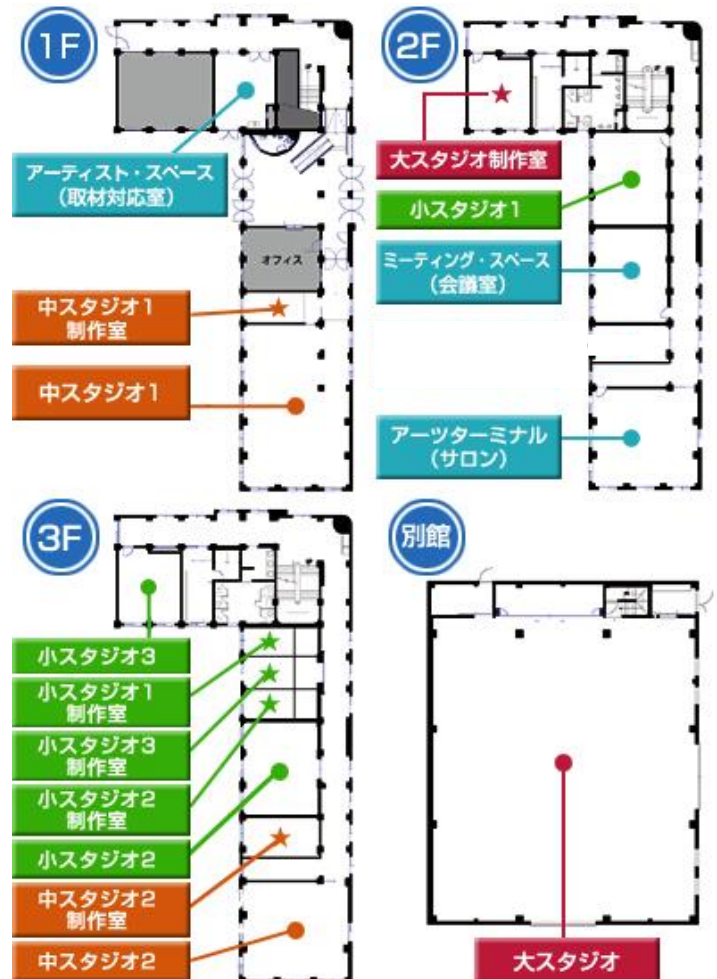 1F
アーティスト・スペース
(取材対応室)
オフィス
中スタジオ1
制作室
中スタジオ1
2F
大スタジオ制作室
小スタジオ1
ミーティング・スペース
(会議室)
アーツターミナル
(サロン)
3F
小スタジオ3
小スタジオ1
制作室
小スタジオ3
制作室
小スタジオ2
制作室
小スタジオ2
中スタジオ2
制作室
中スタジオ2
別館
大スタジオ